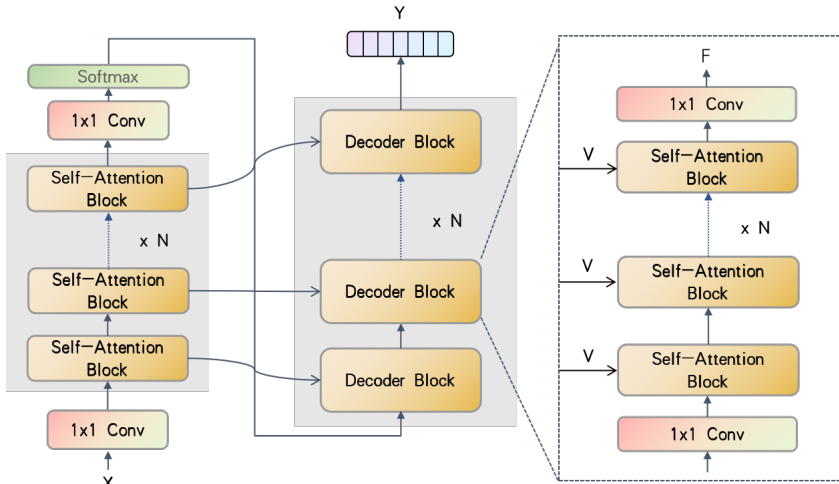 Y
Softmax
1x1 Conv
Self-Attention
Block
x N
Self-Attention
Block
Self-Attention
Block
1x1 Conv
X
Decoder Block
x N
Decoder Block
Decoder Block
F
1x1 Conv
V
Self-Attention
Block
x N
V
Self-Attention
Block
V
Self-Attention
Block
1x1 Conv